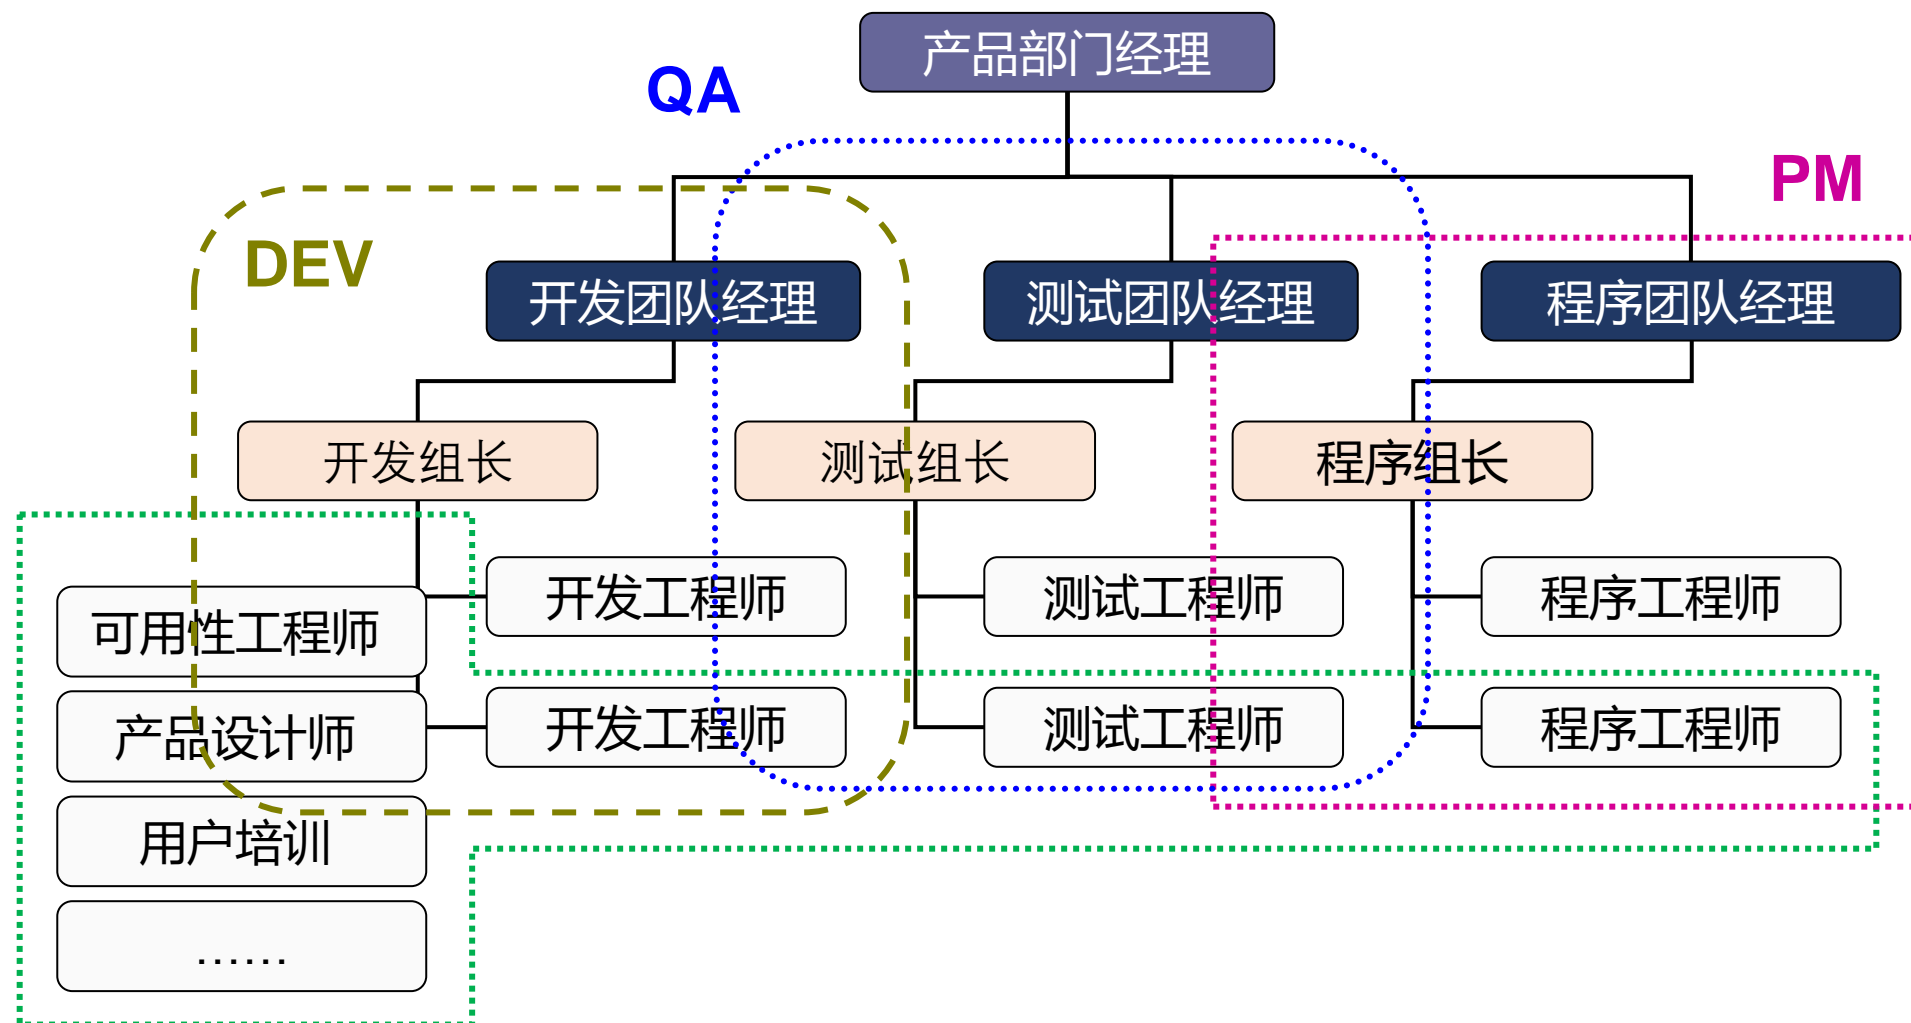 产品部门经理
QA
PM
DEV
开发团队经理
测试团队经理
程序团队经理
开发组长
测试组长
程序组长
开发工程师
测试工程师
程序工程师
可用性工程师
开发工程师
测试工程师
程序工程师
产品设计师
用户培训
……